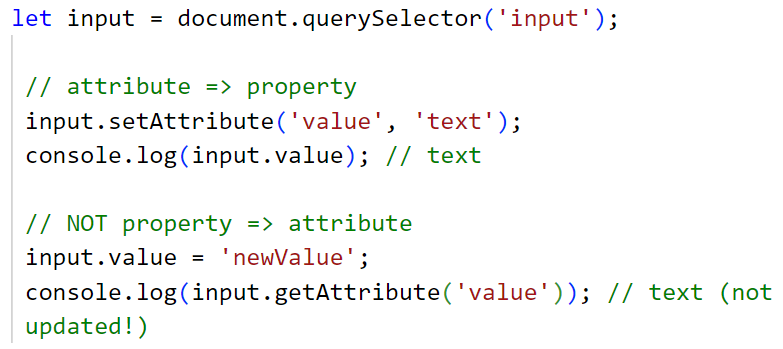 let input = document.querySelector('input');
// attribute => property
input.setAttribute('value', 'text');
console.log(input.value); // text
// NOT property => attribute
input.value = 'newValue';
console.log(input.getAttribute('value')); // text (not
updated!)